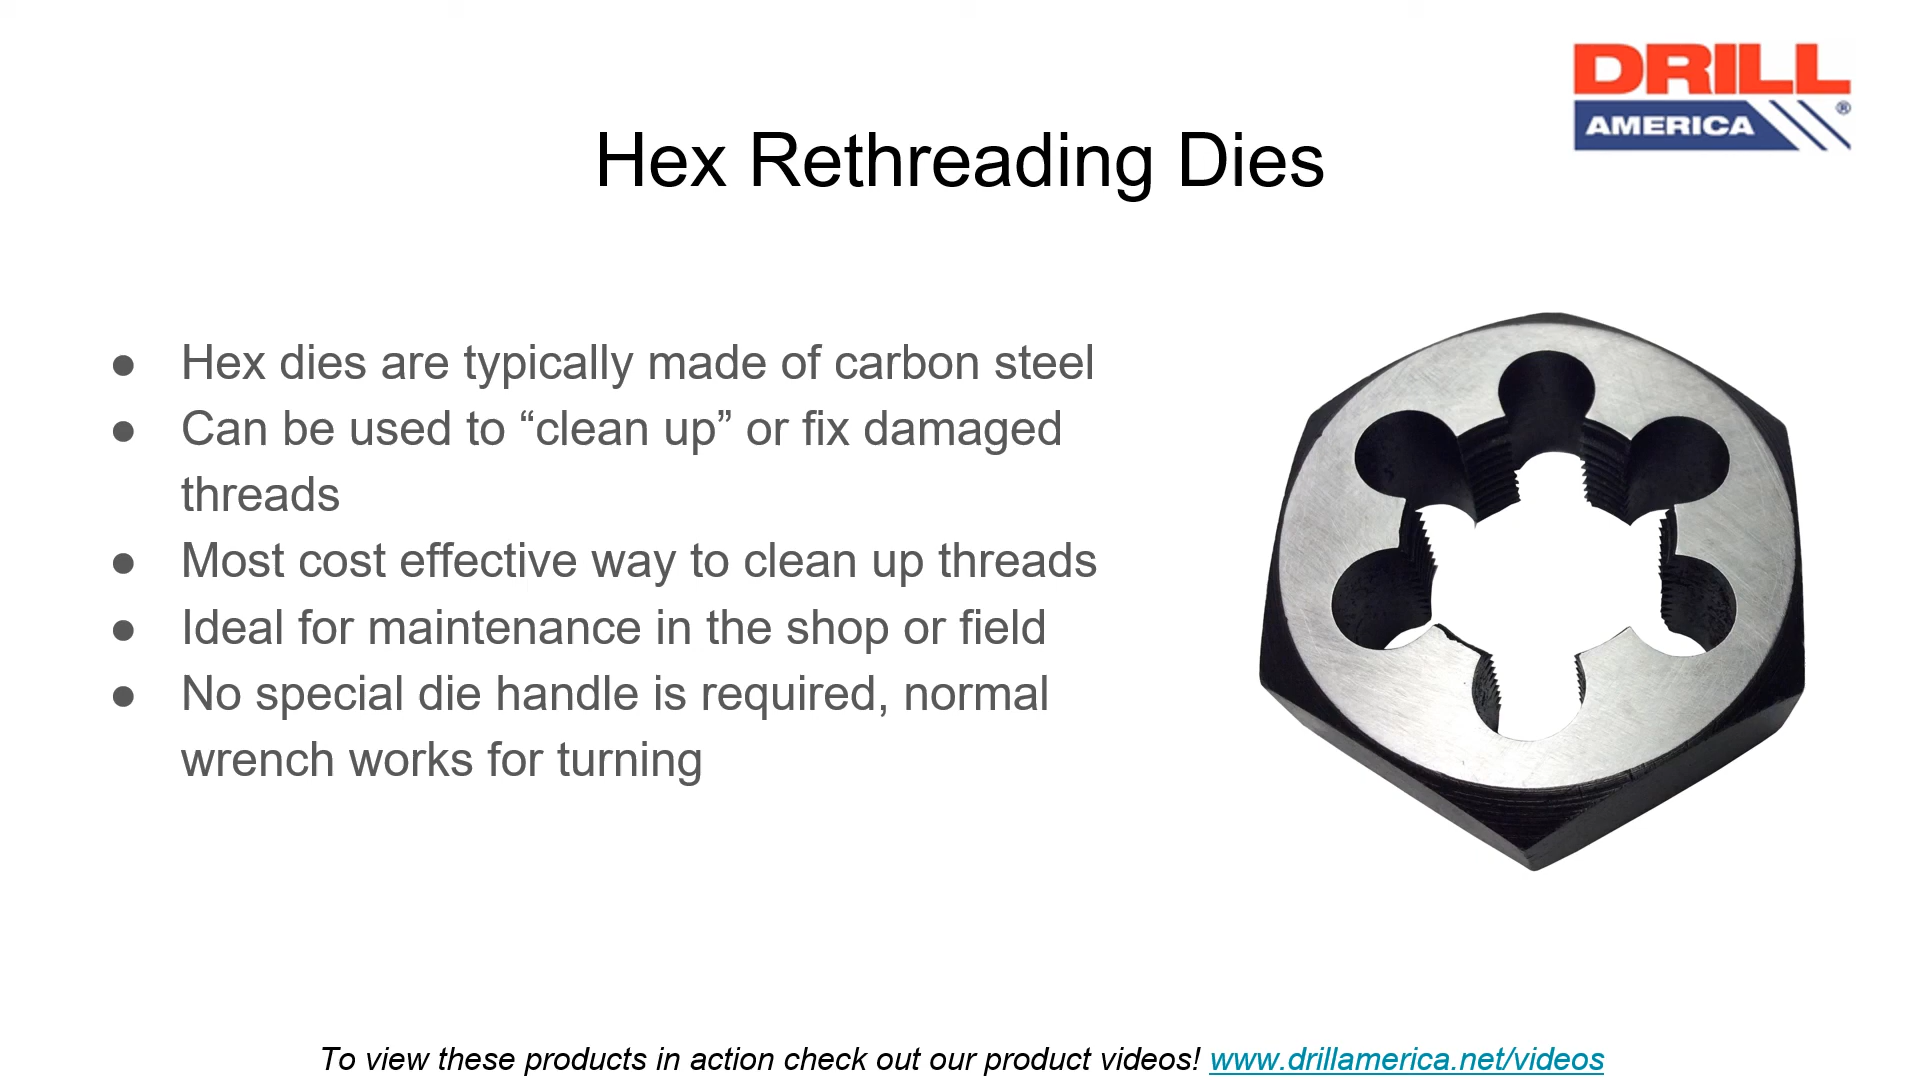 DRILL
AMERICA®
Hex Rethreading Dies
● Hex dies are typically made of carbon steel
● Can be used to “clean up” or fix damaged
threads
● Most cost effective way to clean up threads
● Ideal for maintenance in the shop or field
● No special die handle is required, normal
wrench works for turning
To view these products in action check out our product videos! www.drillamerica.net/videos